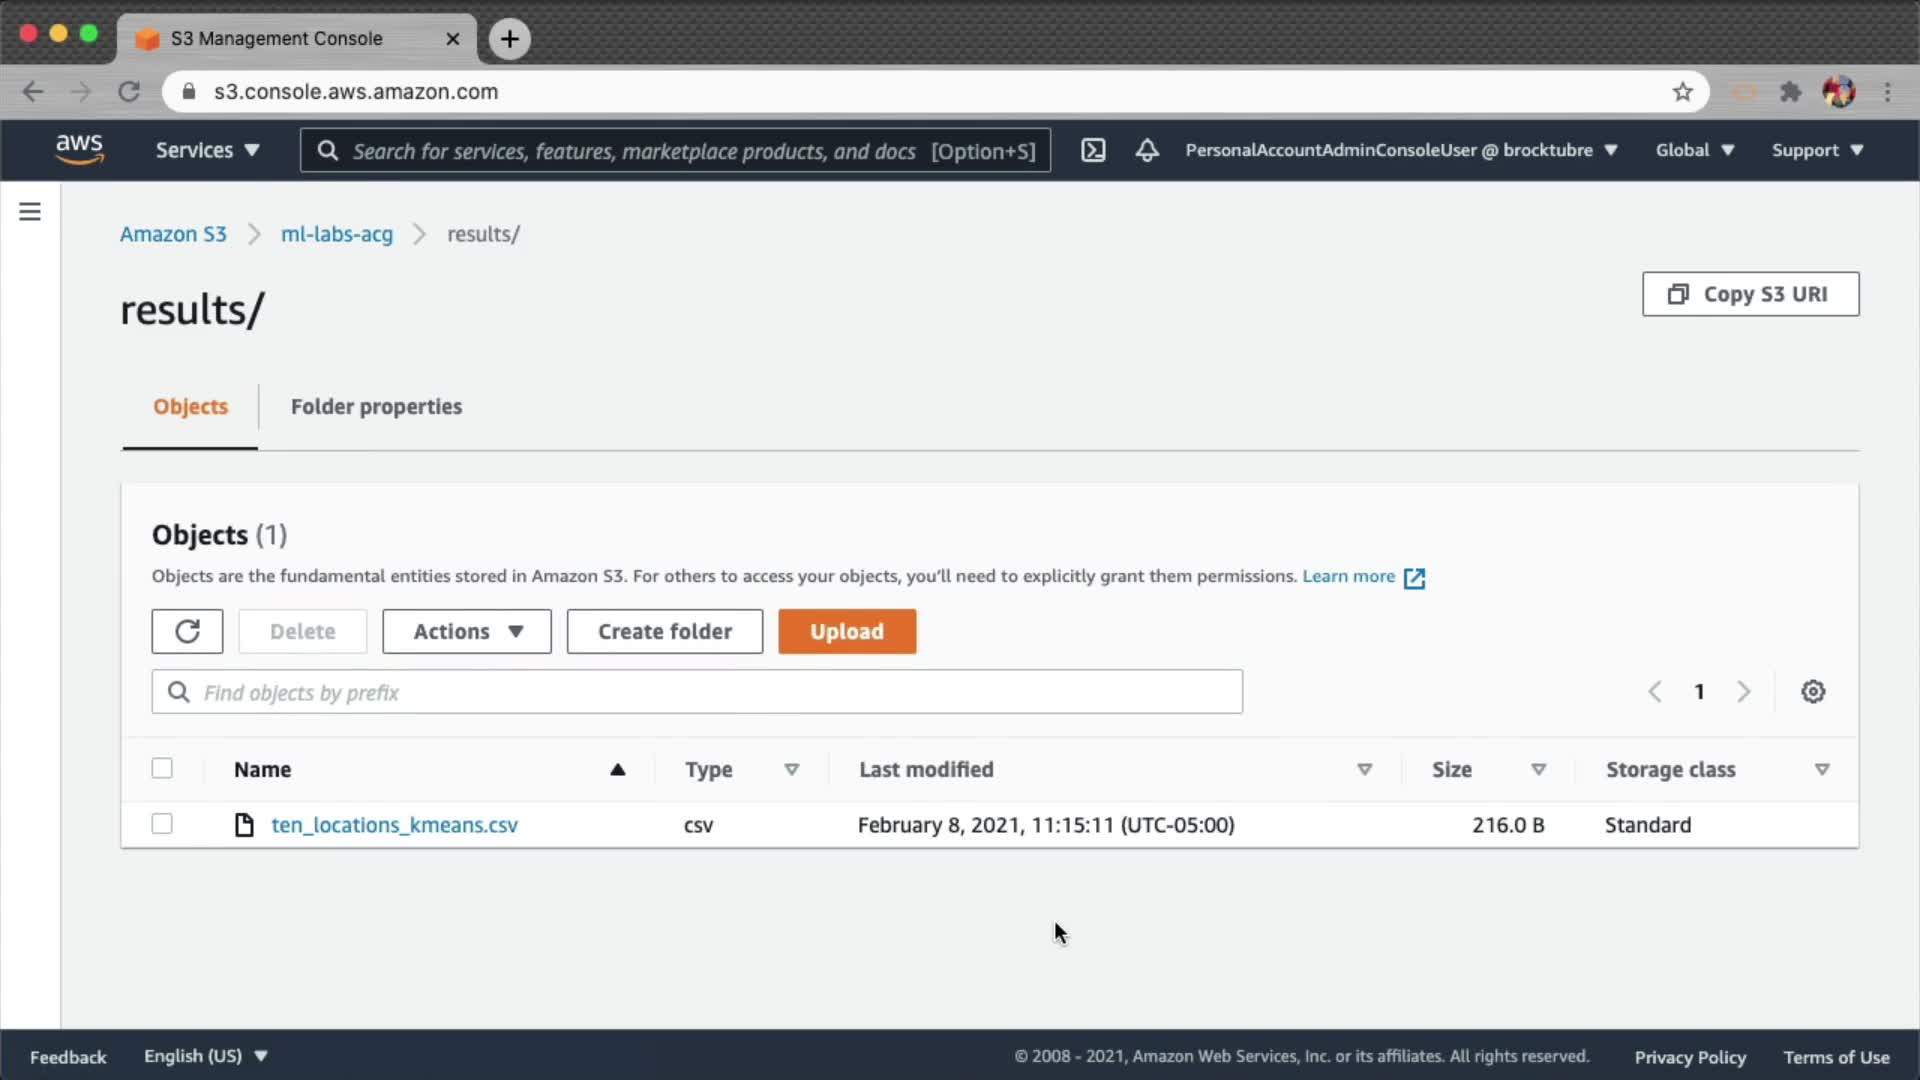 S3 Management Console
s3.console.aws.amazon.com
aws
Services
Search for services, features, marketplace products, and docs [Option+S]
PersonalAccountAdminConsoleUser @ brocktubre
Global
Support
Amazon S3
ml-labs-acg
results/
results/
Copy S3 URI
Objects
Folder properties
Objects (1)
Objects are the fundamental entities stored in Amazon S3. For others to access your objects, you'll need to explicitly grant them permissions. Learn more
Delete
Actions
Create folder
Upload
Find objects by prefix
1
Name
Type
Last modified
Size
Storage class
ten_locations_kmeans.csv
csv
February 8, 2021, 11:15:11 (UTC-05:00)
216.0 B
Standard
Feedback
English (US)
© 2008 - 2021, Amazon Web Services, Inc. or its affiliates. All rights reserved.
Privacy Policy
Terms of Use